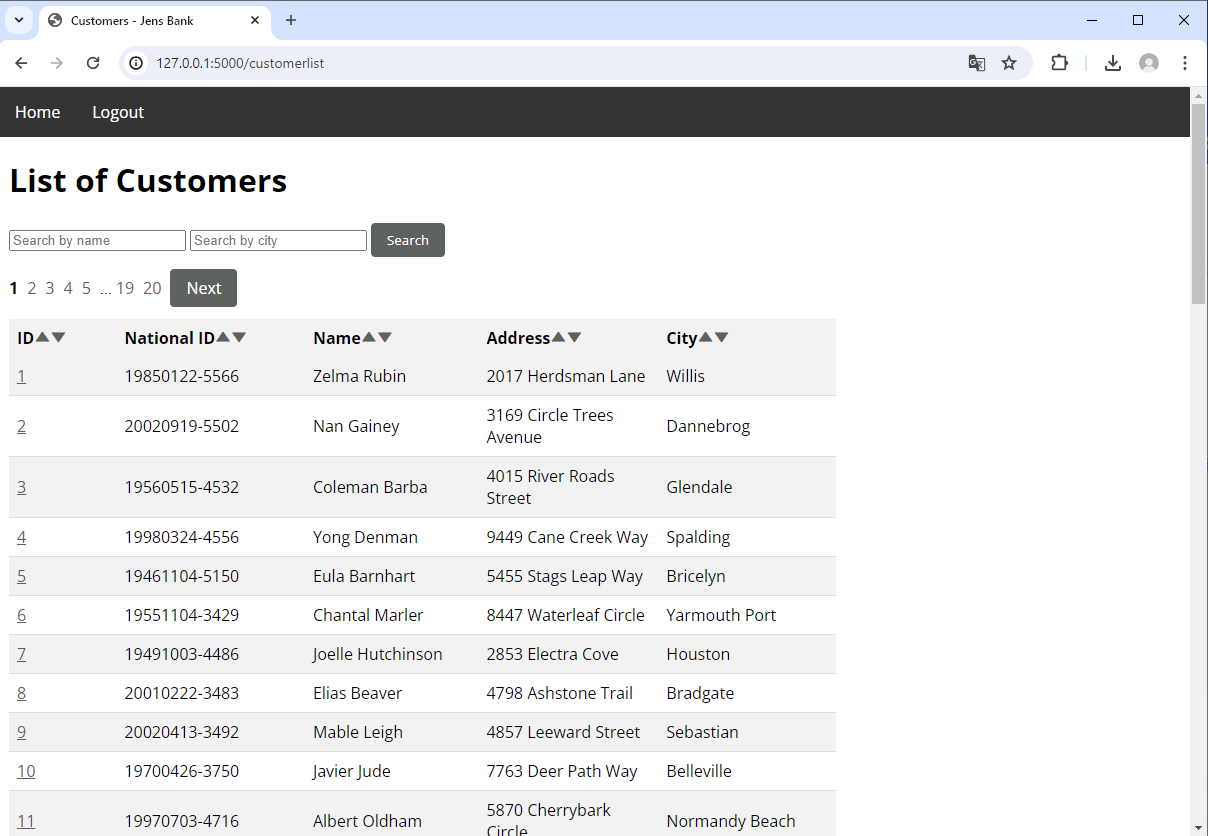 Customers - Jens Bank
127.0.0.1:5000/customerlist
Home Logout
List of Customers
Search by name Search by city Search
1 2 3 4 5 ... 19 20 Next
ID▲▼ National ID▲▼ Name▲▼ Address▲▼ City▲▼
1 19850122-5566 Zelma Rubin 2017 Herdsman Lane Willis
2 20020919-5502 Nan Gainey 3169 Circle Trees
Avenue Dannebrog
3 19560515-4532 Coleman Barba 4015 River Roads
Street Glendale
4 19980324-4556 Yong Denman 9449 Cane Creek Way Spalding
5 19461104-5150 Eula Barnhart 5455 Stags Leap Way Bricelyn
6 19551104-3429 Chantal Marler 8447 Waterleaf Circle Yarmouth Port
7 19491003-4486 Joelle Hutchinson 2853 Electra Cove Houston
8 20010222-3483 Elias Beaver 4798 Ashstone Trail Bradgate
9 20020413-3492 Mable Leigh 4857 Leeward Street Sebastian
10 19700426-3750 Javier Jude 7763 Deer Path Way Belleville
11 19970703-4716 Albert Oldham 5870 Cherrybark
Circle Normandy Beach